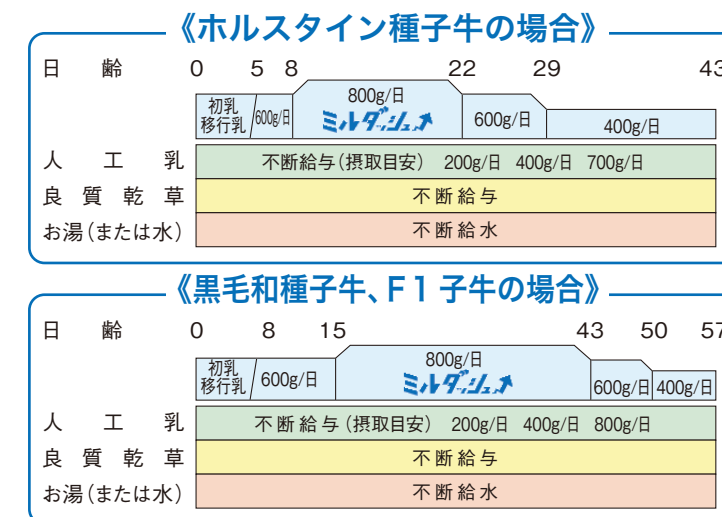 《ホルスタイン種子牛の場合》
日齢 0 5 8 22 29 43
初乳
移行乳
600g/日
800g/日
ミルダッシュ
600g/日
400g/日
人工乳 不断給与(摂取目安) 200g/日 400g/日 700g/日
良質乾草 不断給与
お湯(または水) 不断給水
《黒毛和種子牛、F1子牛の場合》
日齢 0 8 15 43 50 57
初乳
移行乳
600g/日
800g/日
ミルダッシュ
600g/日
400g/日
人工乳 不断給与(摂取目安) 200g/日 400g/日 800g/日
良質乾草 不断給与
お湯(または水) 不断給水